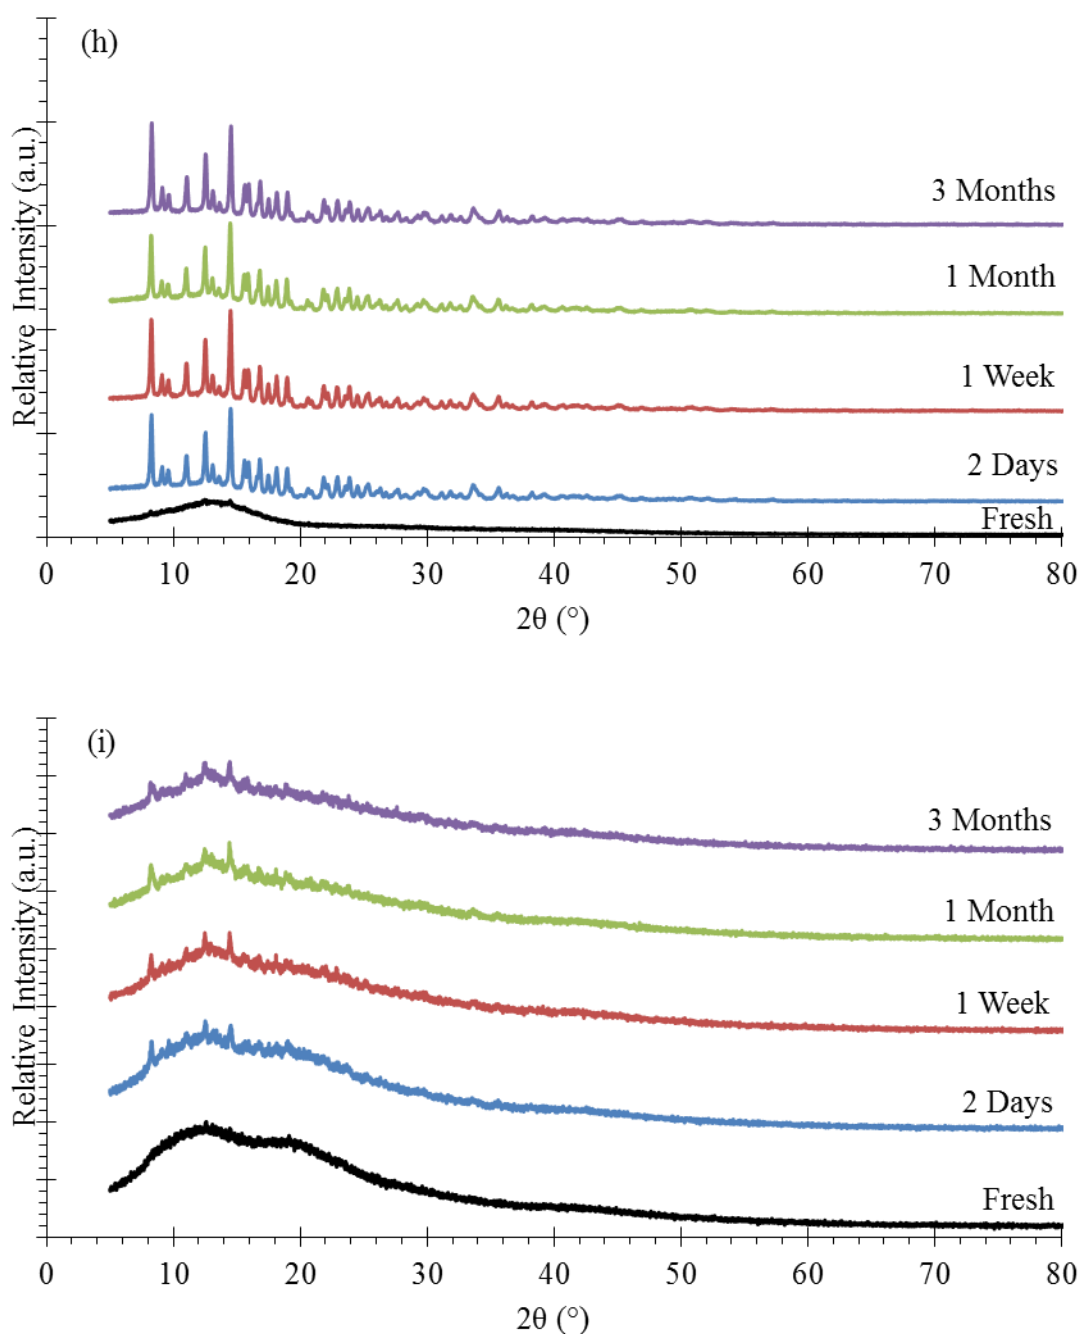 (h)
Relative Intensity (a.u.)
3 Months
1 Month
1 Week
2 Days
Fresh
0 10 20 30 40 50 60 70 80
2θ (°)
(i)
Relative Intensity (a.u.)
3 Months
1 Month
1 Week
2 Days
Fresh
0 10 20 30 40 50 60 70 80
2θ (°)